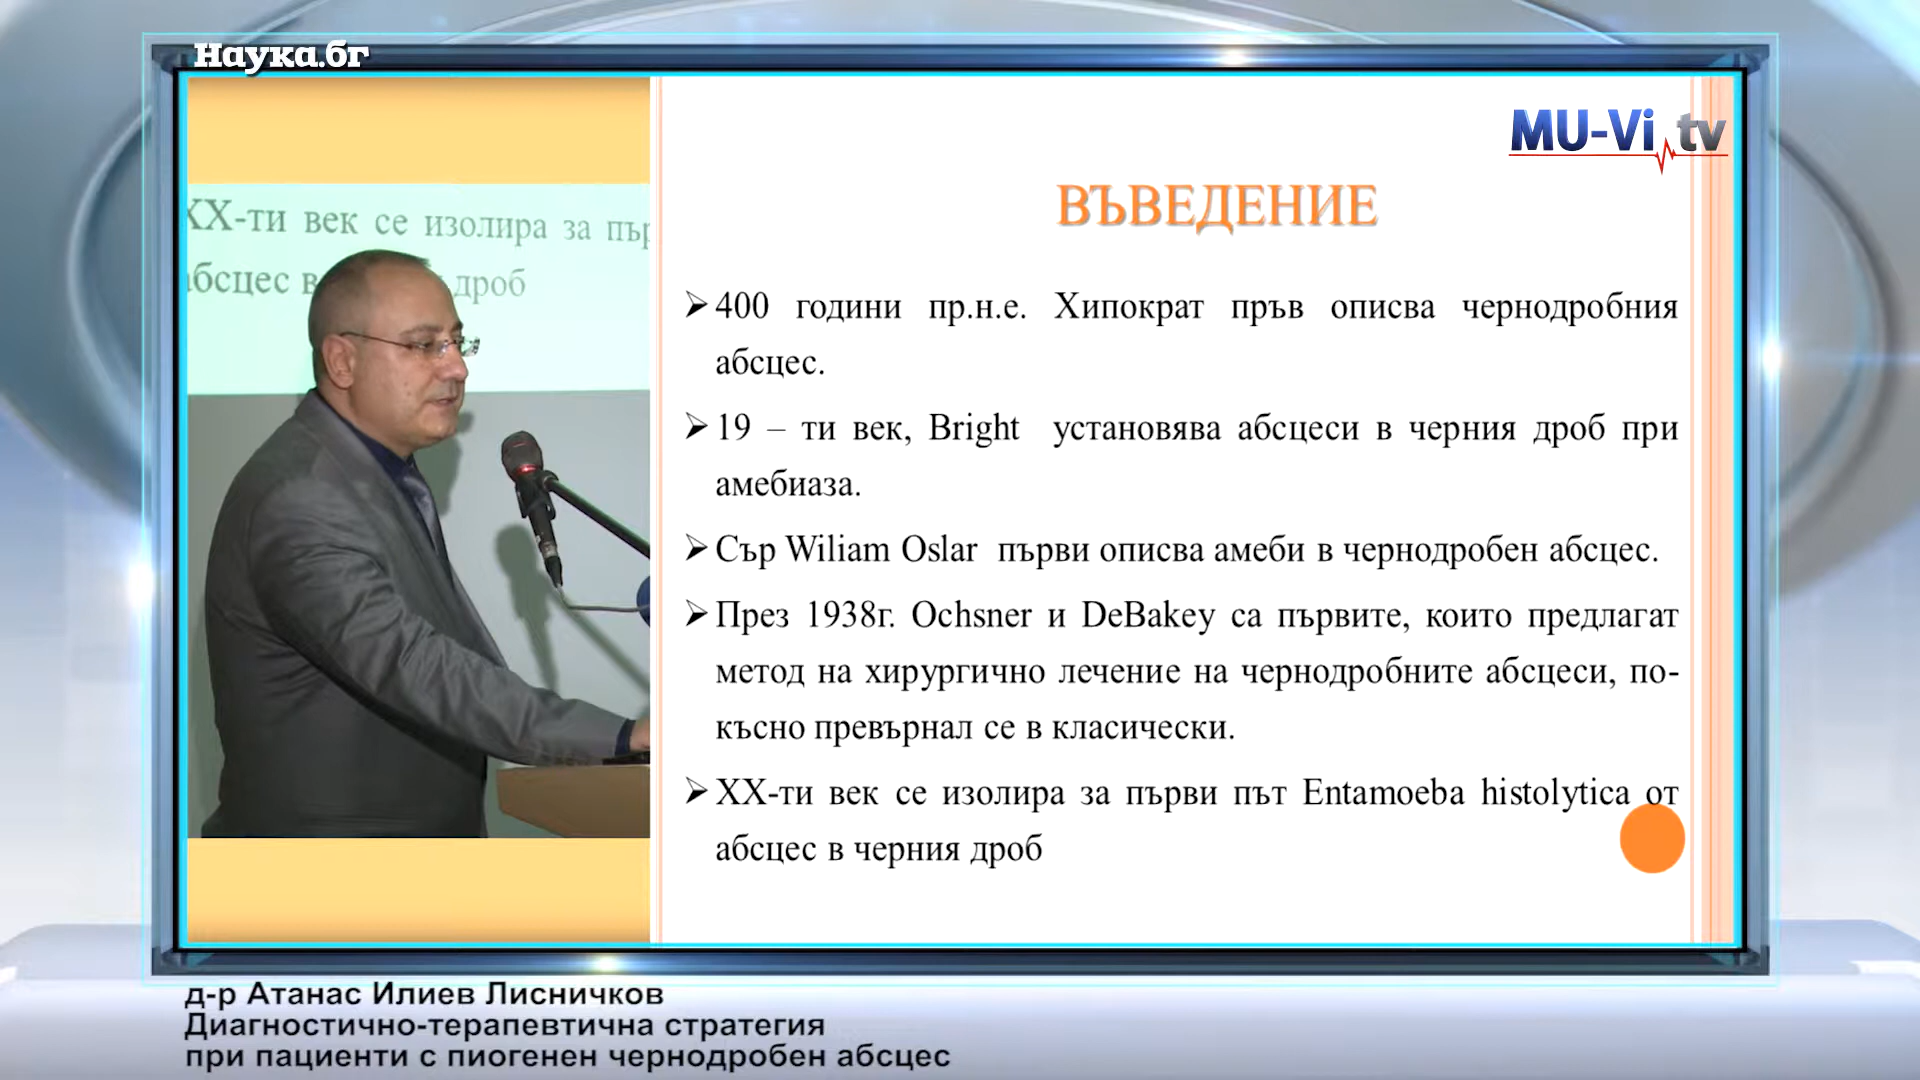 Наука.бг
MU-Vi tv
XX-ти век се изолира за пър
абсцес в дроб
ВЪВЕДЕНИЕ
400 години пр.н.е. Хипократ пръв описва чернодробния
абсцес.
19 – ти век, Bright установява абсцеси в черния дроб при
амебиаза.
Сър Wiliam Oslar първи описва амеби в чернодробен абсцес.
През 1938г. Ochsner и DeBakey са първите, които предлагат
метод на хирургично лечение на чернодробните абсцеси, по-
късно превърнал се в класически.
XX-ти век се изолира за първи път Entamoeba histolytica от
абсцес в черния дроб
д-р Атанас Илиев Лисничков
Диагностично-терапевтична стратегия
при пациенти с пиогенен чернодробен абсцес